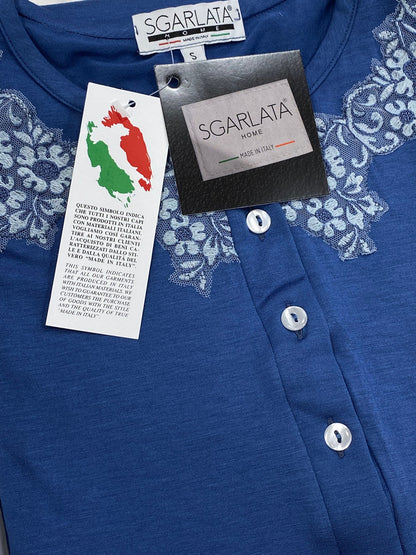 SGARLATA®
HOME
MADE IN ITALY
S
SGARLATA®
HOME
MADE IN ITALY
QUESTO SIMBOLO INDICA
CHE TUTTI I NOSTRI CAPI
SONO PRODOTTI IN ITALIA
CON MATERIALI ITALIANI,
VOGLIAMO COSÌ GARAN-
TIRE AI NOSTRI CLIENTI
L'ACQUISTO DI BENI CA-
RATTERIZZATI DALLO STI-
LE E DALLA QUALITÀ DEL
VERO "MADE IN ITALY".
THIS SYMBOL INDICATES
THAT ALL OUR GARMENTS
ARE PRODUCED IN ITALY
WITH ITALIAN MATERIALS. WE
WISH TO GUARANTEE TO OUR
CUSTOMERS THE PURCHASE
OF GOODS WITH THE STYLE
AND THE QUALITY OF TRUE
"MADE IN ITALY".